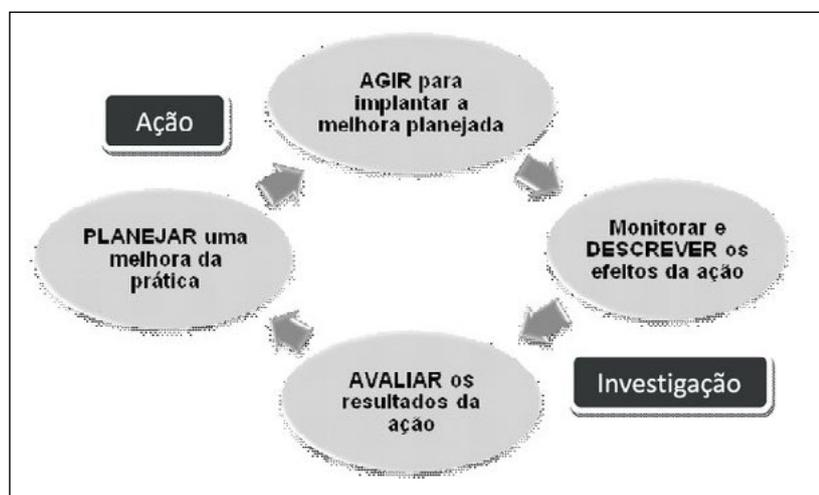 AGIR para
implantar a
melhora planejada
Ação
PLANEJAR uma
melhora da
prática
Monitorar e
DESCREVER os
efeitos da ação
AVALIAR os
resultados da
ação
Investigação